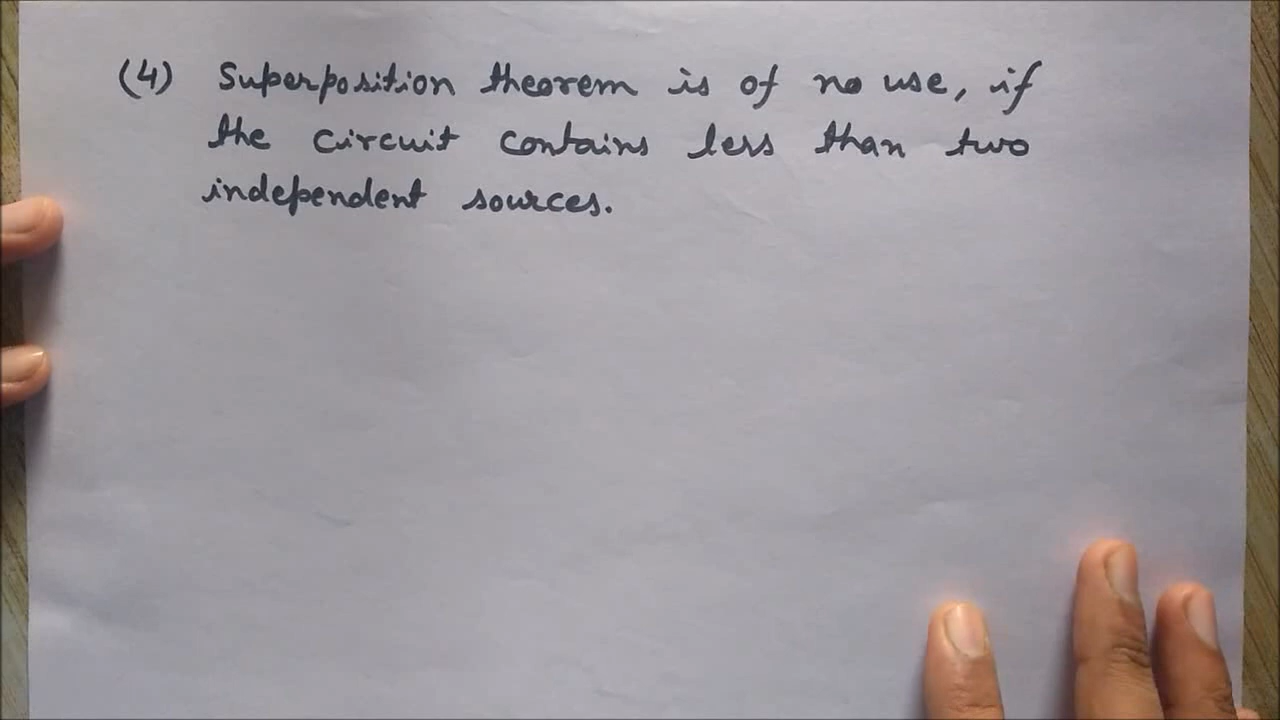 (4) Superposition theorem is of no use, if
the circuit contains less than two
independent sources.